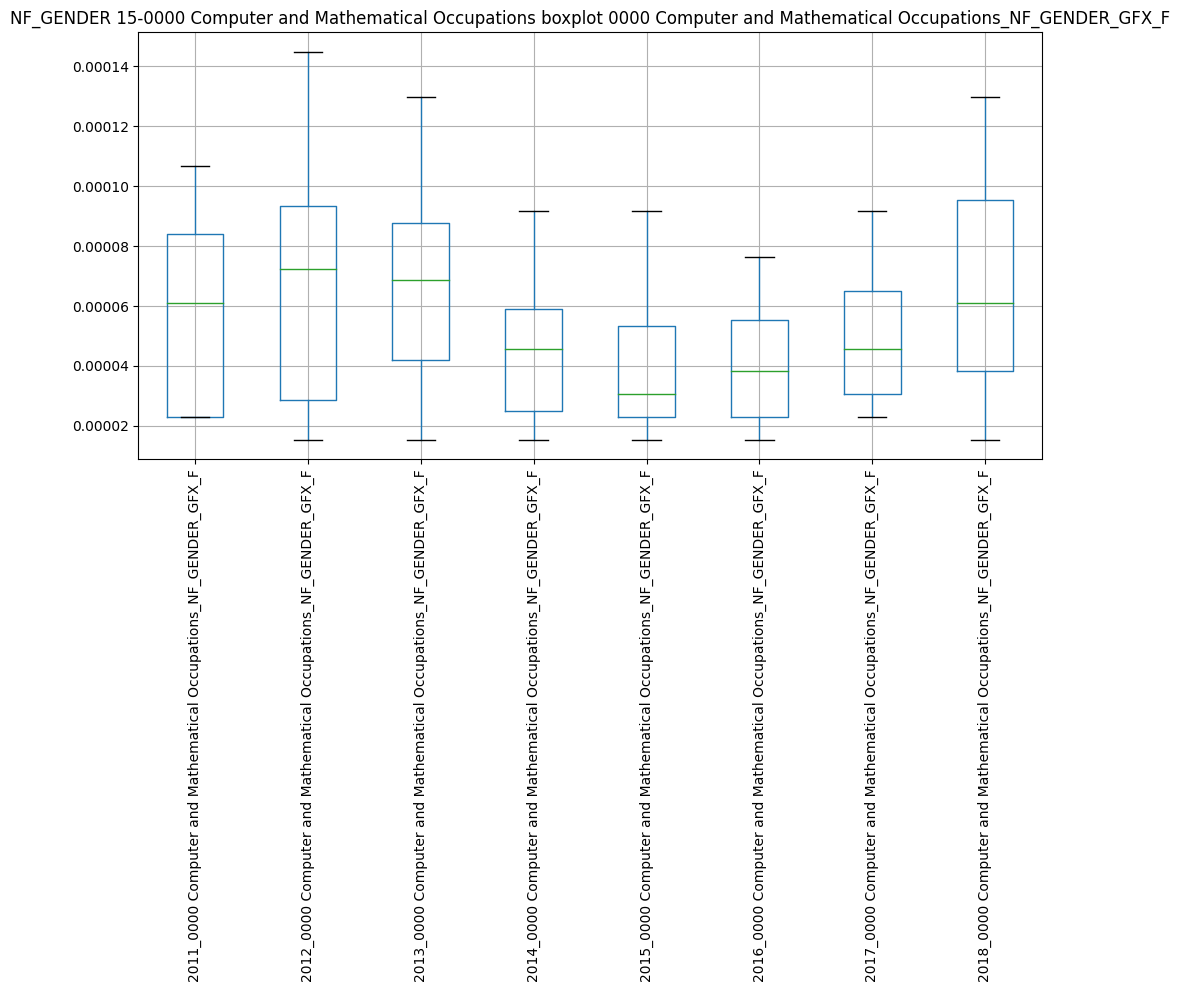 NF_GENDER 15-0000 Computer and Mathematical Occupations boxplot 0000 Computer and Mathematical Occupations_NF_GENDER_GFX_F
0.00014
0.00012
0.00010
0.00008
0.00006
0.00004
0.00002
2011_0000 Computer and Mathematical Occupations_NF_GENDER_GFX_F
2012_0000 Computer and Mathematical Occupations_NF_GENDER_GFX_F
2013_0000 Computer and Mathematical Occupations_NF_GENDER_GFX_F
2014_0000 Computer and Mathematical Occupations_NF_GENDER_GFX_F
2015_0000 Computer and Mathematical Occupations_NF_GENDER_GFX_F
2016_0000 Computer and Mathematical Occupations_NF_GENDER_GFX_F
2017_0000 Computer and Mathematical Occupations_NF_GENDER_GFX_F
2018_0000 Computer and Mathematical Occupations_NF_GENDER_GFX_F